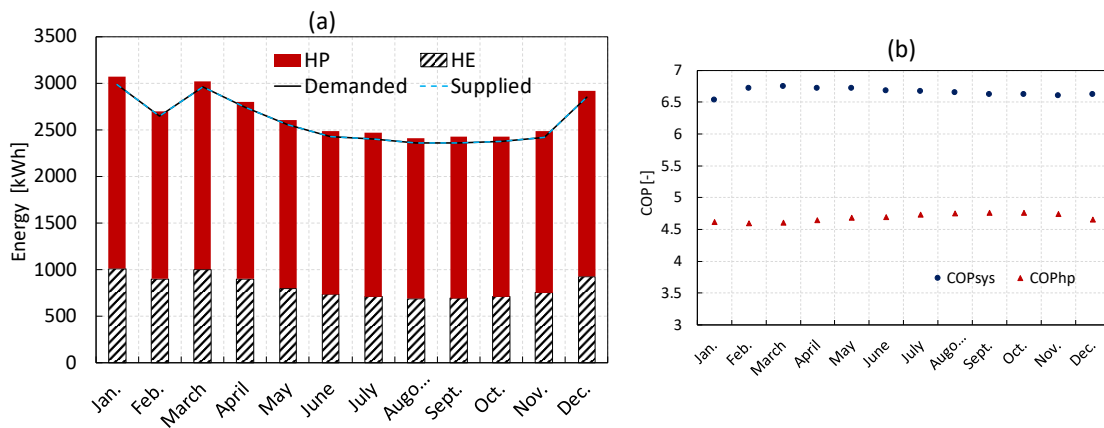 (a)
3500
3000
2500
2000
1500
1000
500
0
Energy [kWh]
HP HE
Demanded Supplied
Jan. Feb. March April May June July Augo... Sept. Oct. Nov. Dec.
(b)
7
6.5
6
5.5
5
4.5
4
3.5
3
COP [-]
COPsys COPhp
Jan. Feb. March April May June July Augo... Sept. Oct. Nov. Dec.